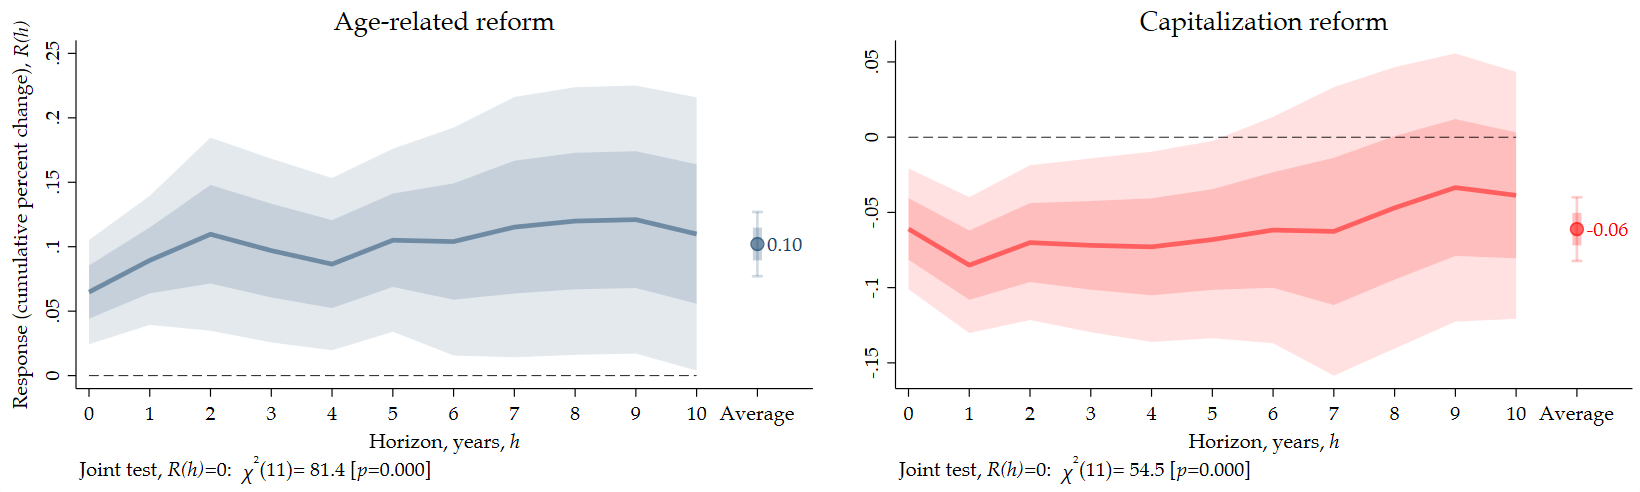 Age-related reform
Response (cumulative percent change), R(h)
.25
.2
.15
.1
.05
0
0.10
0 1 2 3 4 5 6 7 8 9 10 Average
Horizon, years, h
Joint test, R(h)=0: χ²(11)= 81.4 [p=0.000]
Capitalization reform
.05
0
-.05
-.1
-.15
-0.06
0 1 2 3 4 5 6 7 8 9 10 Average
Horizon, years, h
Joint test, R(h)=0: χ²(11)= 54.5 [p=0.000]